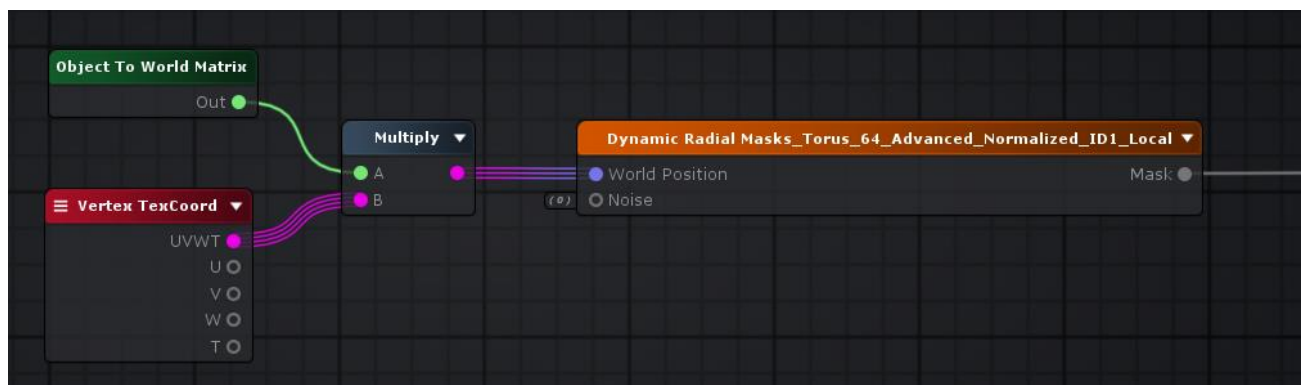 Object To World Matrix
Out
Multiply
Dynamic Radial Masks_Torus_64_Advanced_Normalized_ID1_Local
A
World Position
Mask
B
(0)
Noise
Vertex TexCoord
UVWT
U
V
W
T